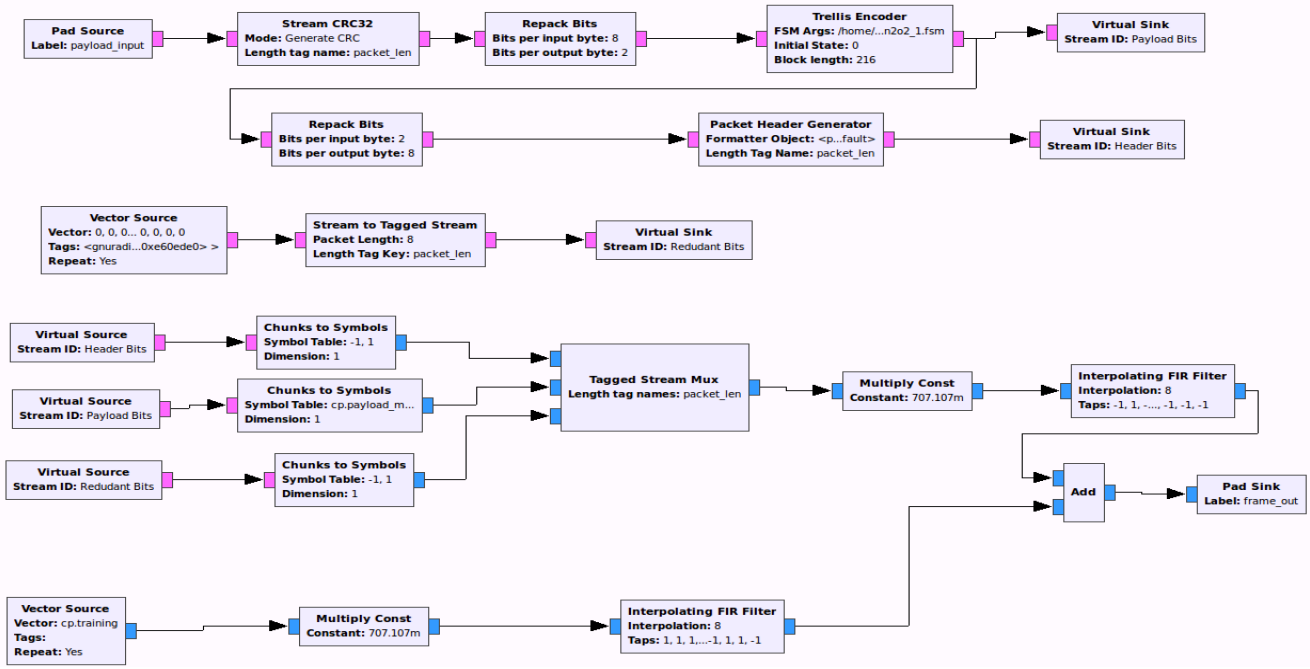 Pad Source
Label: payload_input
Stream CRC32
Mode: Generate CRC
Length tag name: packet_len
Repack Bits
Bits per input byte: 8
Bits per output byte: 2
Trellis Encoder
FSM Args: /home/...n2o2_1.fsm
Initial State: 0
Block length: 216
Virtual Sink
Stream ID: Payload Bits
Repack Bits
Bits per input byte: 2
Bits per output byte: 8
Packet Header Generator
Formatter Object: <p...fault>
Length Tag Name: packet_len
Virtual Sink
Stream ID: Header Bits
Vector Source
Vector: 0, 0, 0... 0, 0, 0, 0
Tags: <gnuradi...0xe60ede0> >
Repeat: Yes
Stream to Tagged Stream
Packet Length: 8
Length Tag Key: packet_len
Virtual Sink
Stream ID: Redudant Bits
Virtual Source
Stream ID: Header Bits
Chunks to Symbols
Symbol Table: -1, 1
Dimension: 1
Virtual Source
Stream ID: Payload Bits
Chunks to Symbols
Symbol Table: cp.payload_m...
Dimension: 1
Virtual Source
Stream ID: Redudant Bits
Chunks to Symbols
Symbol Table: -1, 1
Dimension: 1
Tagged Stream Mux
Length tag names: packet_len
Multiply Const
Constant: 707.107m
Interpolating FIR Filter
Interpolation: 8
Taps: -1, 1, -..., -1, -1, -1
Add
Pad Sink
Label: frame_out
Vector Source
Vector: cp.training
Tags:
Repeat: Yes
Multiply Const
Constant: 707.107m
Interpolating FIR Filter
Interpolation: 8
Taps: 1, 1, 1,...-1, 1, 1, -1